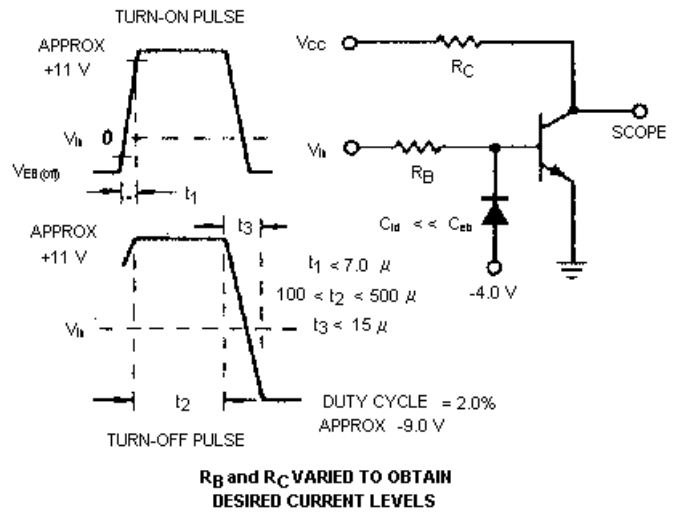 TURN-ON PULSE
APPROX
+11 V
Vin 0
VEB(off)
t1
VCC
RC
SCOPE
Vin
RB
Cjd << Ceb
-4.0 V
APPROX
+11 V
t3
t1 < 7.0 μ
100 < t2 < 500 μ
t3 < 15 μ
Vin
t2
DUTY CYCLE = 2.0%
APPROX -9.0 V
TURN-OFF PULSE
RB and RC VARIED TO OBTAIN
DESIRED CURRENT LEVELS